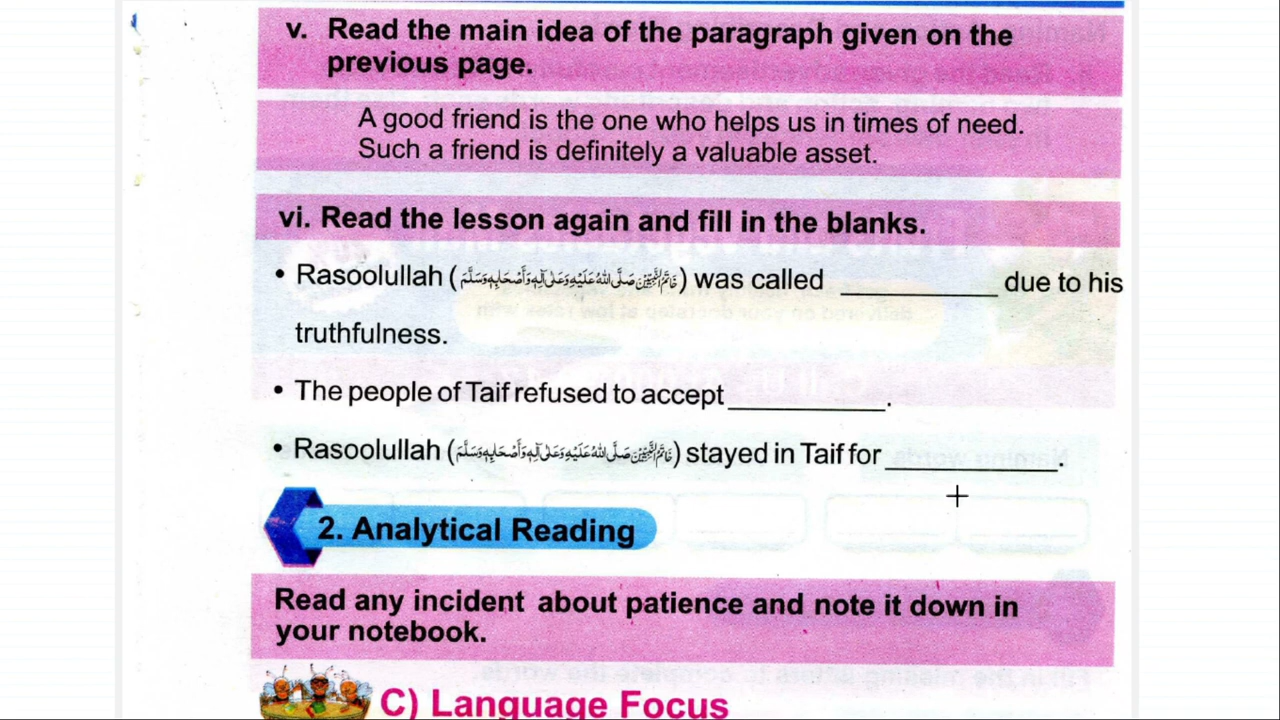 v. Read the main idea of the paragraph given on the
previous page.
A good friend is the one who helps us in times of need.
Such a friend is definitely a valuable asset.
vi. Read the lesson again and fill in the blanks.
• Rasoolullah (خَاتَمُ النَّبِيّٖنَ صَلَّى اللهُ عَلَيْهِ وَعَلٰى آلِهٖ وَأَصْحَابِهٖ وَسَلَّمَ) was called ____________ due to his
truthfulness.
• The people of Taif refused to accept ____________.
• Rasoolullah (خَاتَمُ النَّبِيّٖنَ صَلَّى اللهُ عَلَيْهِ وَعَلٰى آلِهٖ وَأَصْحَابِهٖ وَسَلَّمَ) stayed in Taif for ____________.
2. Analytical Reading
Read any incident about patience and note it down in
your notebook.
C) Language Focus